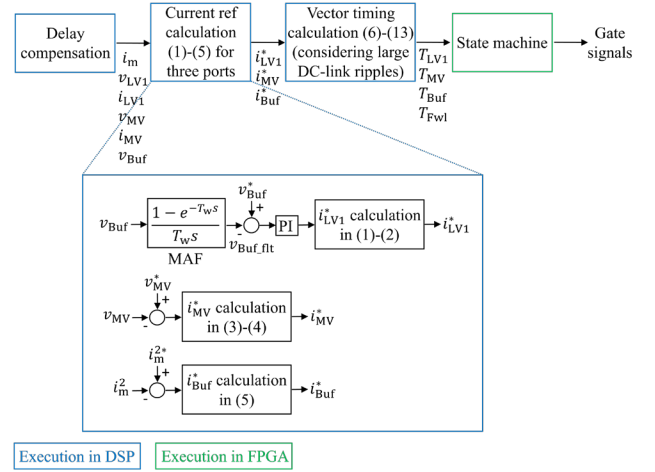 Delay
compensation
Current ref
calculation
(1)-(5) for
three ports
Vector timing
calculation (6)-(13)
(considering large
DC-link ripples)
State machine
Gate
signals
i_m
v_LV1
i_LV1
v_MV
i_MV
v_Buf
i*_LV1
i*_MV
i*_Buf
T_LV1
T_MV
T_Buf
T_Fwl
v*_Buf
+
v_Buf
1 − e^{−T_w s}
T_w s
MAF
-
v_Buf_flt
PI
i*_LV1 calculation
in (1)-(2)
i*_LV1
v*_MV
+
v_MV
-
i*_MV calculation
in (3)-(4)
i*_MV
i_m^{2*}
+
i_m^2
-
i*_Buf calculation
in (5)
i*_Buf
Execution in DSP
Execution in FPGA